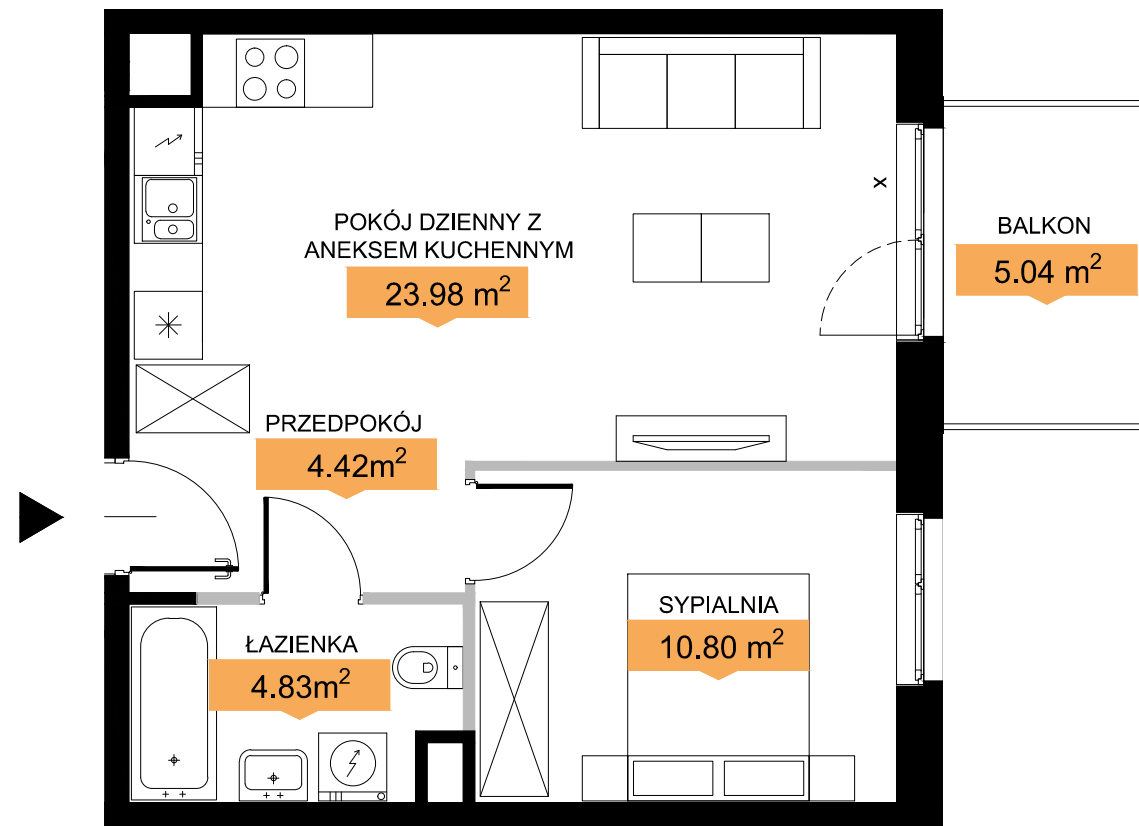 POKÓJ DZIENNY Z
ANEKSEM KUCHENNYM
23.98 m²
x
BALKON
5.04 m²
PRZEDPOKÓJ
4.42m²
SYPIALNIA
10.80 m²
ŁAZIENKA
4.83m²